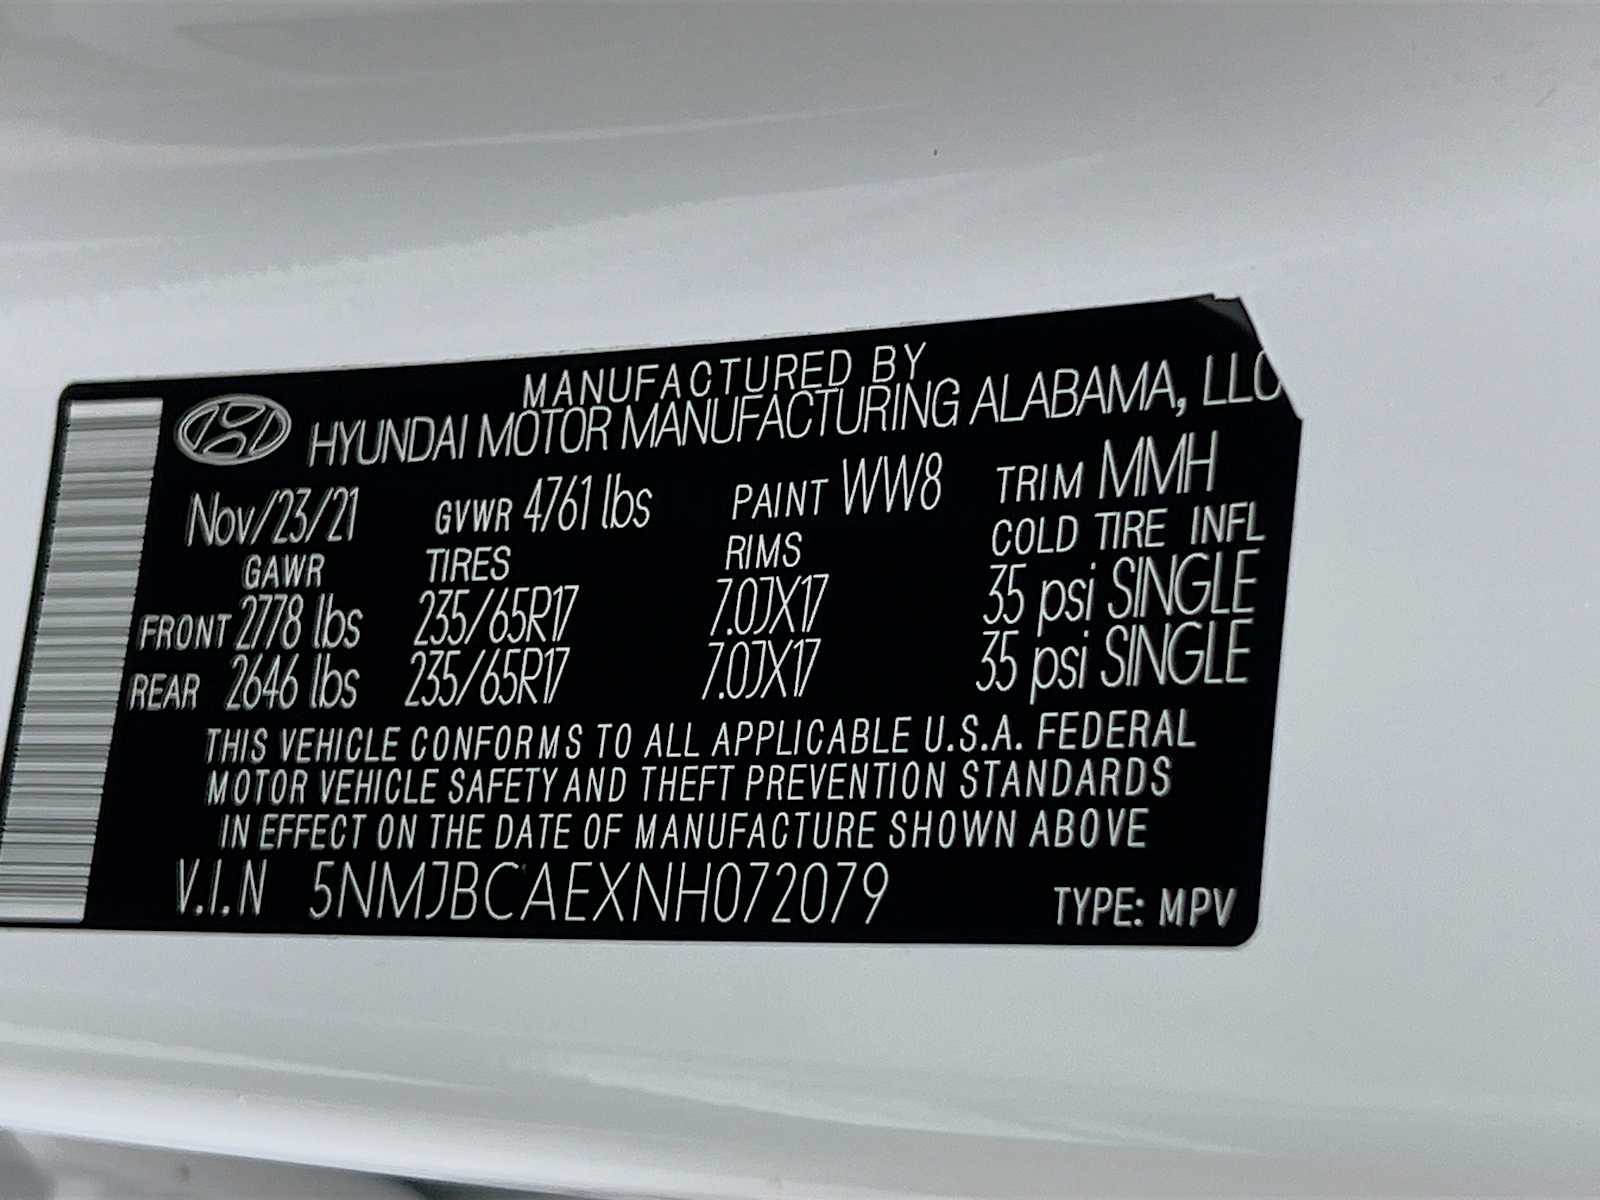 MANUFACTURED BY
HYUNDAI MOTOR MANUFACTURING ALABAMA, LLC
Nov/23/21 GVWR 4761 lbs PAINT WW8 TRIM MMH
GAWR TIRES RIMS COLD TIRE INFL
FRONT 2778 lbs 235/65R17 7.0JX17 35 psi SINGLE
REAR 2646 lbs 235/65R17 7.0JX17 35 psi SINGLE
THIS VEHICLE CONFORMS TO ALL APPLICABLE U.S.A. FEDERAL
MOTOR VEHICLE SAFETY AND THEFT PREVENTION STANDARDS
IN EFFECT ON THE DATE OF MANUFACTURE SHOWN ABOVE
V.I.N 5NMJBCAEXNH072079 TYPE: MPV